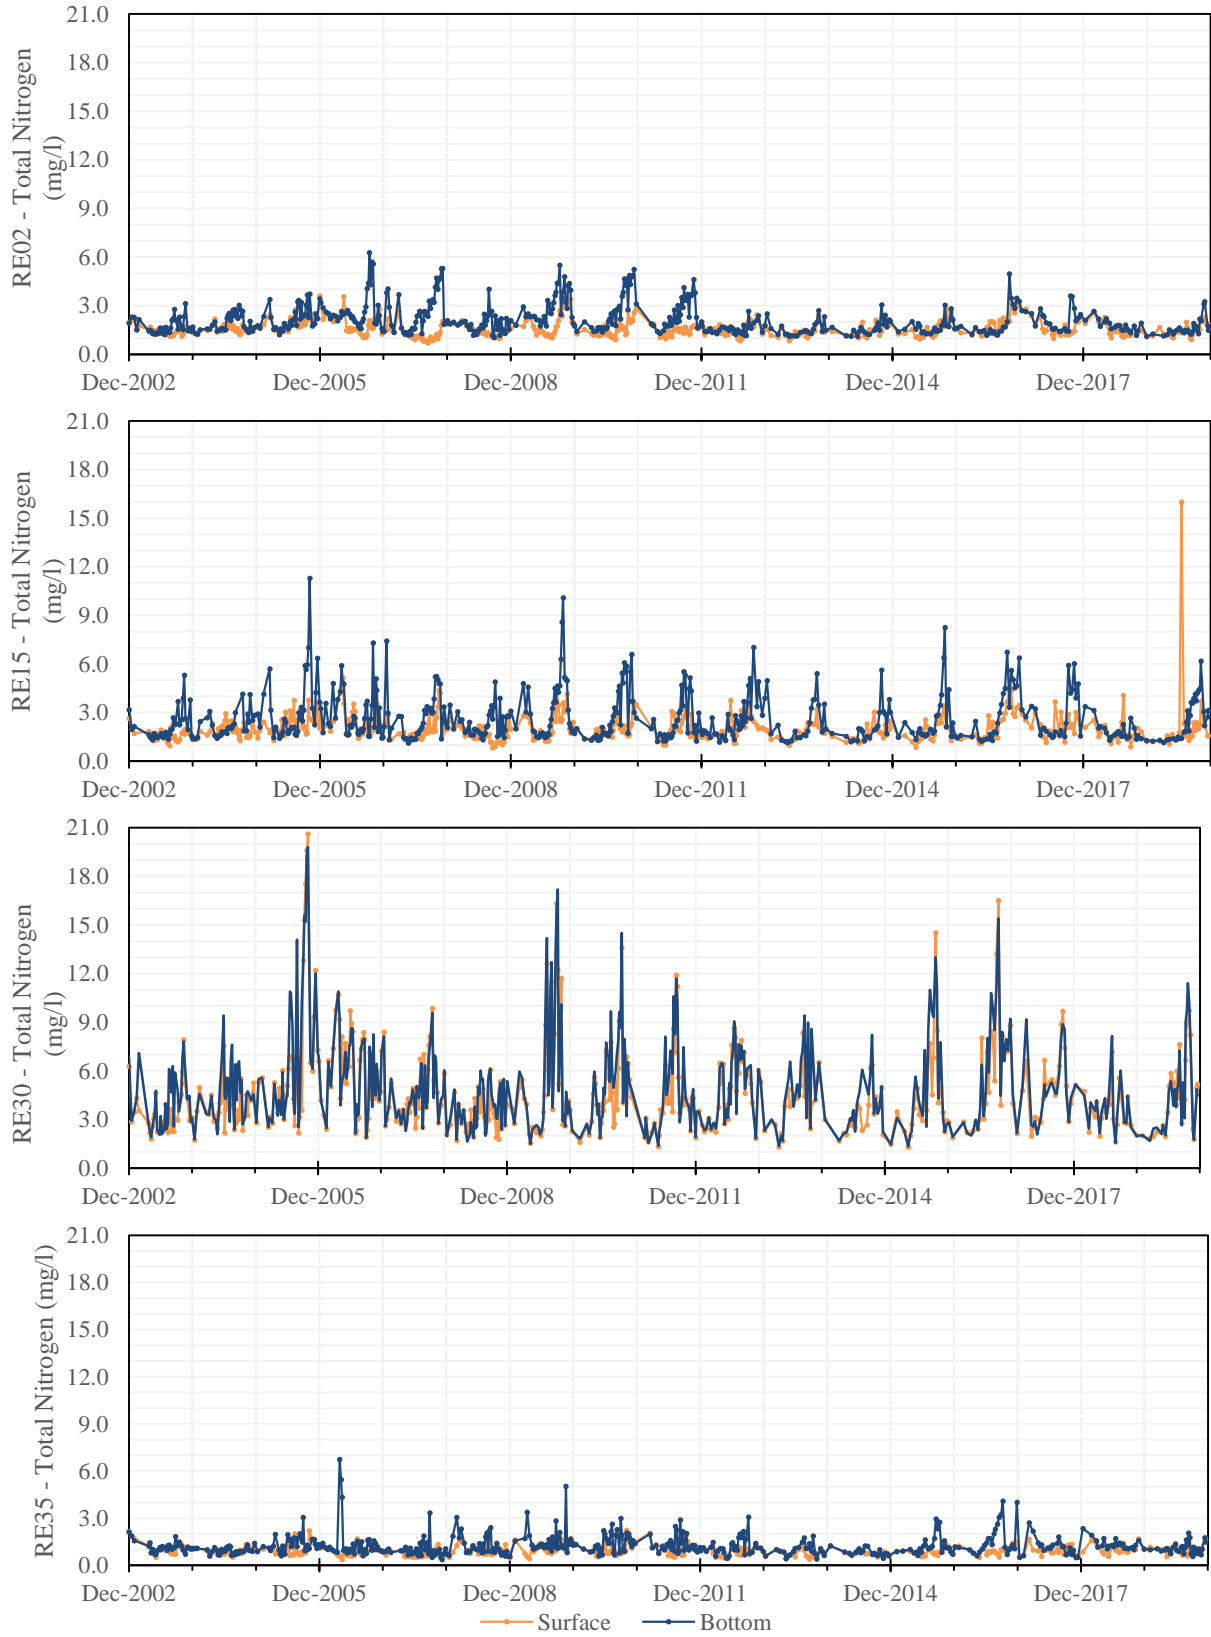 RE02 - Total Nitrogen
(mg/l)
21.0
18.0
15.0
12.0
9.0
6.0
3.0
0.0
Dec-2002 Dec-2005 Dec-2008 Dec-2011 Dec-2014 Dec-2017
RE15 - Total Nitrogen
(mg/l)
21.0
18.0
15.0
12.0
9.0
6.0
3.0
0.0
Dec-2002 Dec-2005 Dec-2008 Dec-2011 Dec-2014 Dec-2017
RE30 - Total Nitrogen
(mg/l)
21.0
18.0
15.0
12.0
9.0
6.0
3.0
0.0
Dec-2002 Dec-2005 Dec-2008 Dec-2011 Dec-2014 Dec-2017
RE35 - Total Nitrogen (mg/l)
21.0
18.0
15.0
12.0
9.0
6.0
3.0
0.0
Dec-2002 Dec-2005 Dec-2008 Dec-2011 Dec-2014 Dec-2017
Surface Bottom